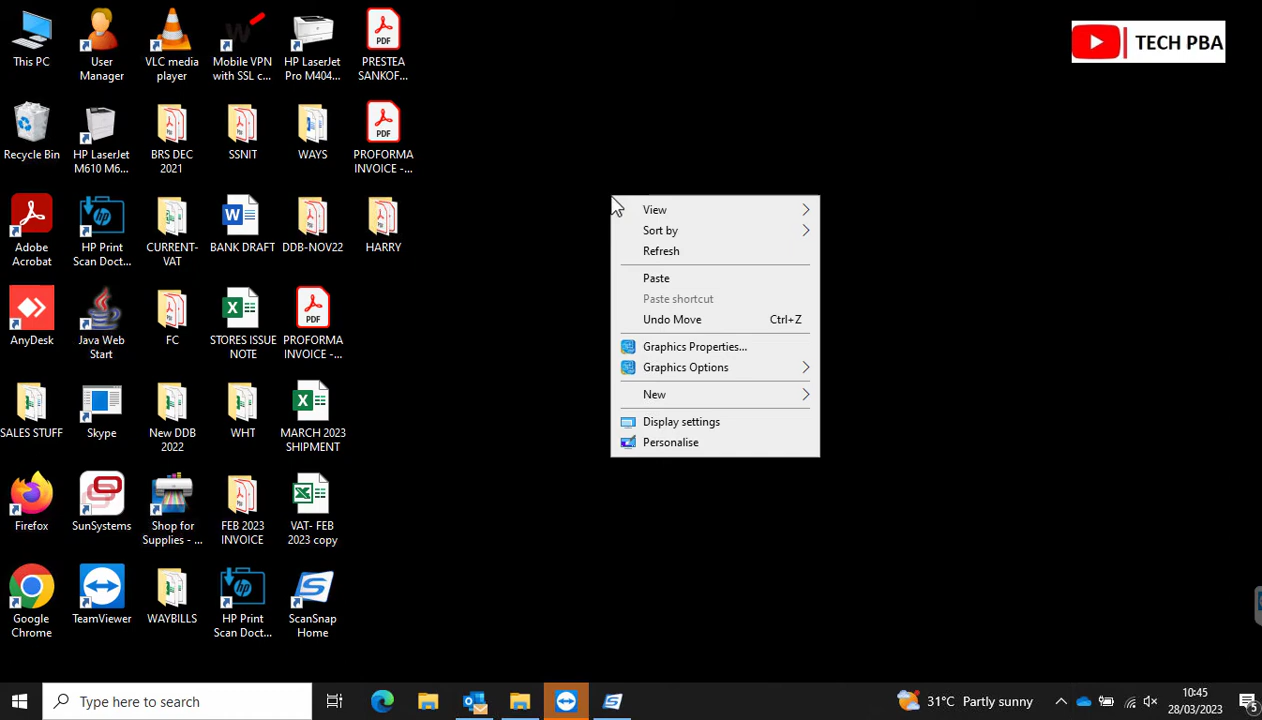 TECH PBA
This PC
User
Manager
VLC media
player
Mobile VPN
with SSL c...
HP LaserJet
Pro M404...
PRESTEA
SANKOF...
PDF
Recycle Bin
HP LaserJet
M610 M6...
BRS DEC
2021
SSNIT
WAYS
PROFORMA
INVOICE -...
PDF
Adobe
Acrobat
HP Print
Scan Doct...
CURRENT-
VAT
BANK DRAFT
DDB-NOV22
HARRY
AnyDesk
Java Web
Start
FC
STORES ISSUE
NOTE
PDF
PROFORMA
INVOICE -...
SALES STUFF
Skype
New DDB
2022
WHT
MARCH 2023
SHIPMENT
Firefox
SunSystems
Shop for
Supplies - ...
FEB 2023
INVOICE
VAT- FEB
2023 copy
Google
Chrome
TeamViewer
WAYBILLS
HP Print
Scan Doct...
ScanSnap
Home
View
Sort by
Refresh
Paste
Paste shortcut
Undo Move Ctrl+Z
Graphics Properties...
Graphics Options
New
Display settings
Personalise
Type here to search
31°C Partly sunny
10:45
28/03/2023
5